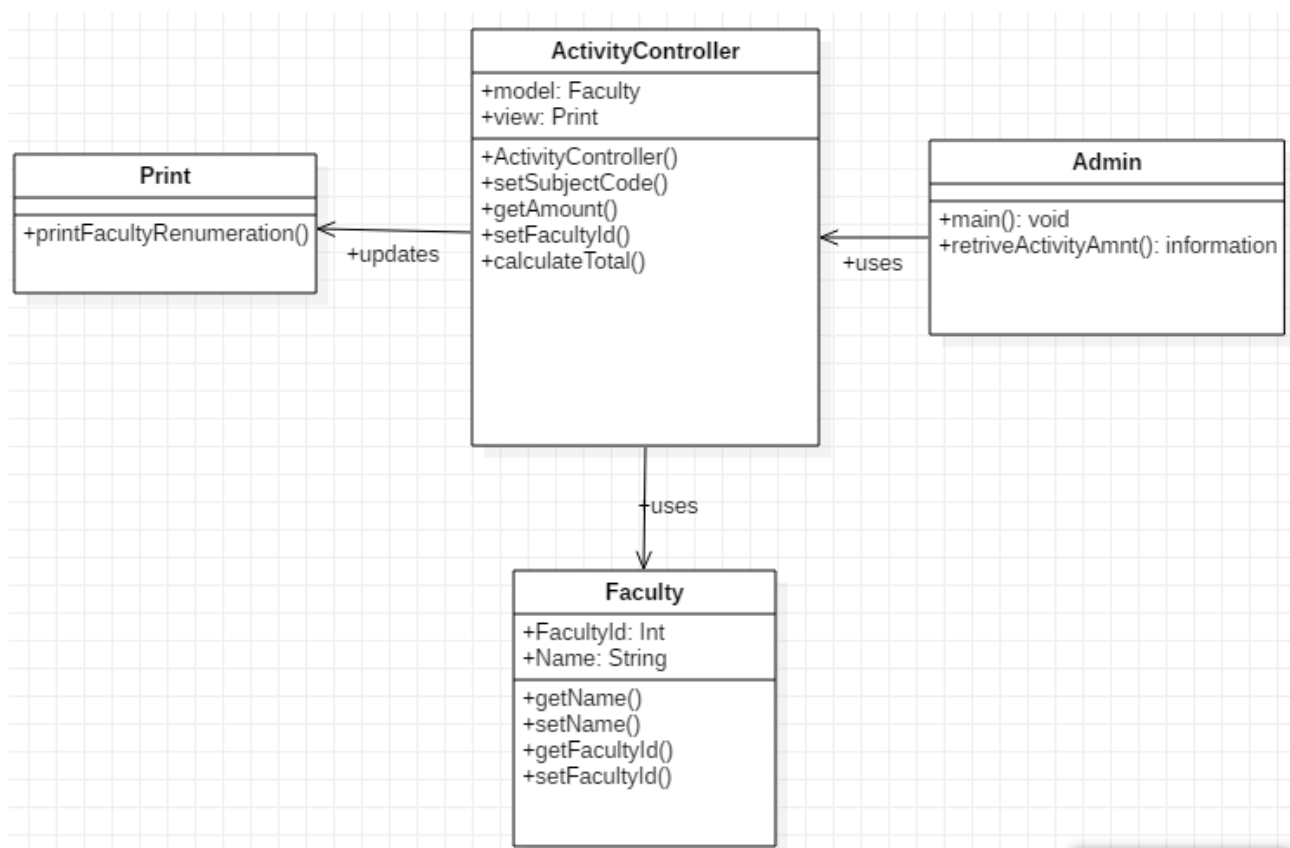 ActivityController
+model: Faculty
+view: Print
+ActivityController()
+setSubjectCode()
+getAmount()
+setFacultyId()
+calculateTotal()
Print
+printFacultyRenumeration()
+updates
Admin
+main(): void
+retriveActivityAmnt(): information
+uses
+uses
Faculty
+FacultyId: Int
+Name: String
+getName()
+setName()
+getFacultyId()
+setFacultyId()